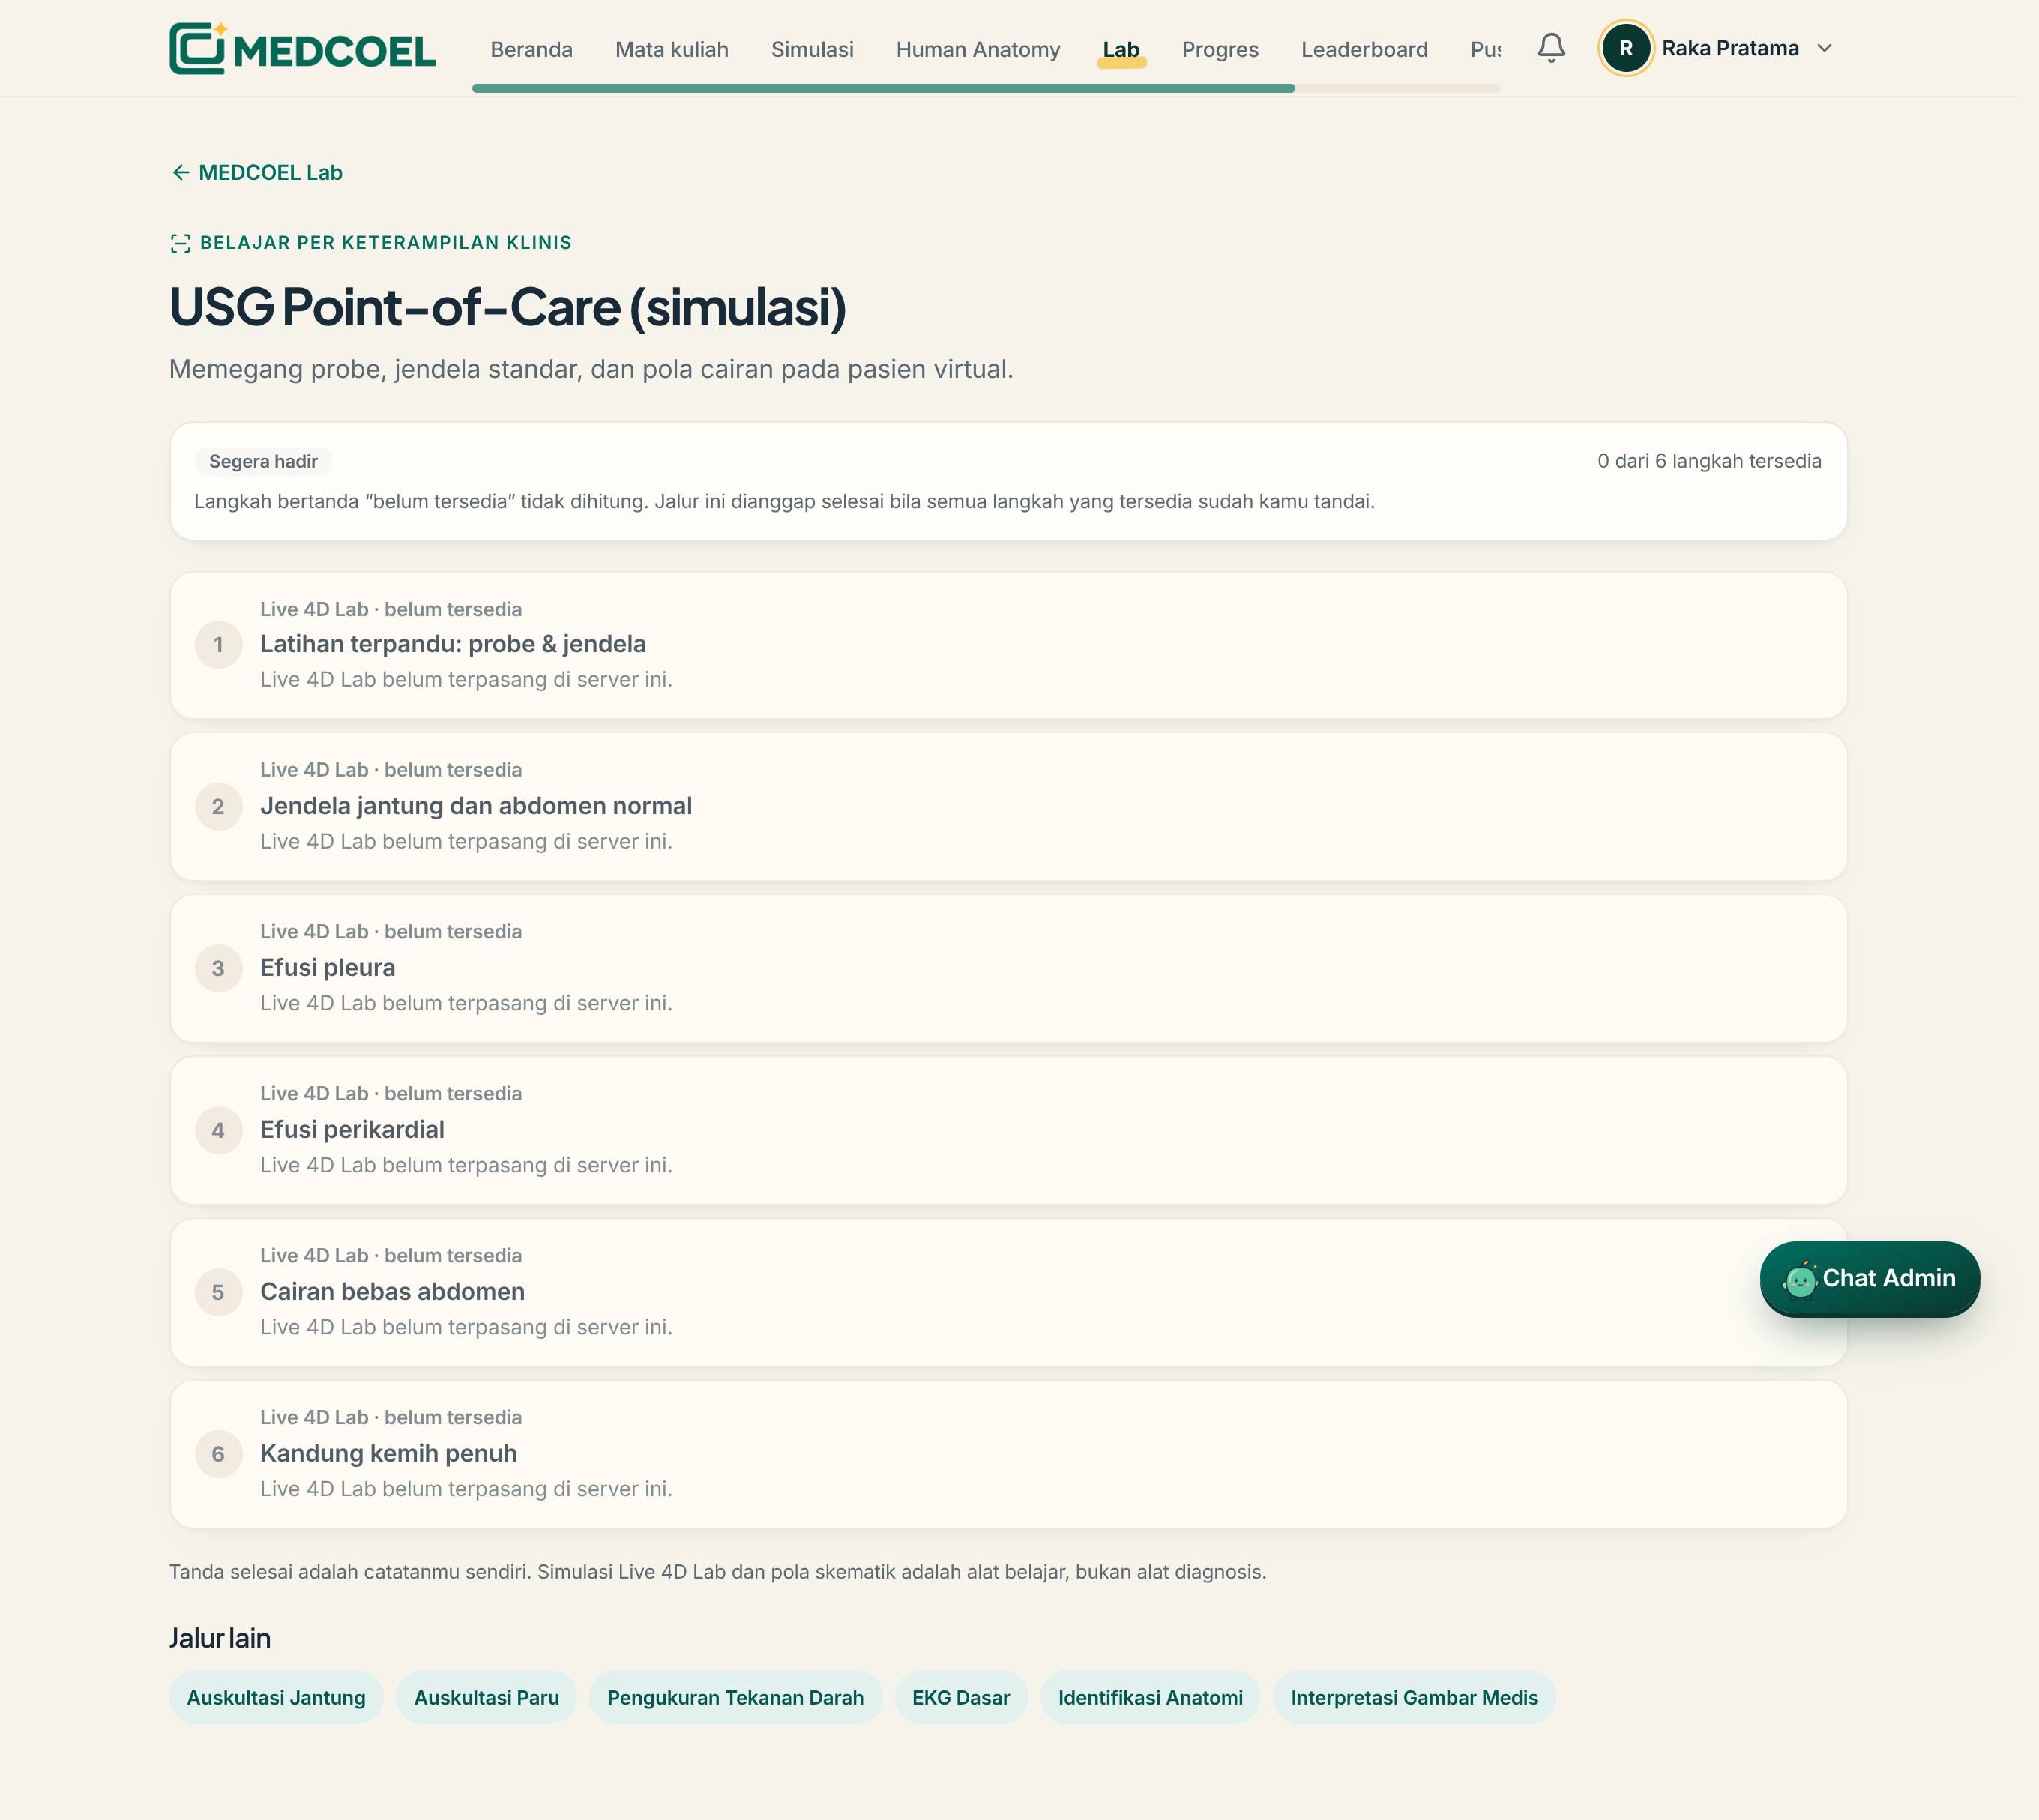 MEDCOEL
Beranda
Mata kuliah
Simulasi
Human Anatomy
Lab
Progres
Leaderboard
R
Raka Pratama
MEDCOEL Lab
BELAJAR PER KETERAMPILAN KLINIS
USG Point-of-Care (simulasi)
Memegang probe, jendela standar, dan pola cairan pada pasien virtual.
Segera hadir
0 dari 6 langkah tersedia
Langkah bertanda “belum tersedia” tidak dihitung. Jalur ini dianggap selesai bila semua langkah yang tersedia sudah kamu tandai.
Live 4D Lab · belum tersedia
1
Latihan terpandu: probe & jendela
Live 4D Lab belum terpasang di server ini.
Live 4D Lab · belum tersedia
2
Jendela jantung dan abdomen normal
Live 4D Lab belum terpasang di server ini.
Live 4D Lab · belum tersedia
3
Efusi pleura
Live 4D Lab belum terpasang di server ini.
Live 4D Lab · belum tersedia
4
Efusi perikardial
Live 4D Lab belum terpasang di server ini.
Live 4D Lab · belum tersedia
5
Cairan bebas abdomen
Live 4D Lab belum terpasang di server ini.
Chat Admin
Live 4D Lab · belum tersedia
6
Kandung kemih penuh
Live 4D Lab belum terpasang di server ini.
Tanda selesai adalah catatanmu sendiri. Simulasi Live 4D Lab dan pola skematik adalah alat belajar, bukan alat diagnosis.
Jalur lain
Auskultasi Jantung
Auskultasi Paru
Pengukuran Tekanan Darah
EKG Dasar
Identifikasi Anatomi
Interpretasi Gambar Medis